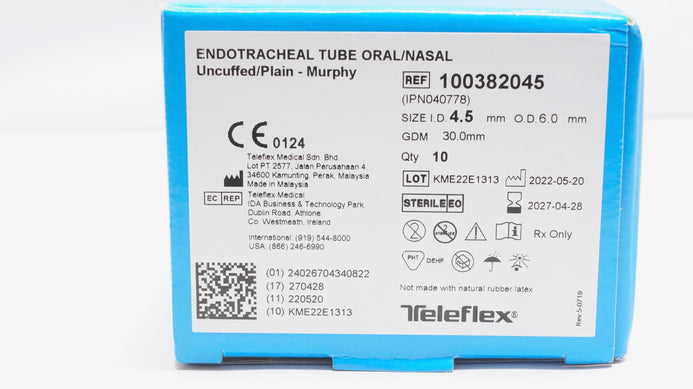 ENDOTRACHEAL TUBE ORAL/NASAL
Uncuffed/Plain - Murphy
REF 100382045
(IPN040778)
SIZE I.D. 4.5 mm O.D. 6.0 mm
GDM 30.0mm
Qty 10
LOT KME22E1313 2022-05-20
STERILE EO 2027-04-28
2 STERILIZE i Rx Only
PHT DEHP
Not made with natural rubber latex
Teleflex®
Rev.5-0719
CE 0124
Teleflex Medical Sdn. Bhd.
Lot PT 2577, Jalan Perusahaan 4
34600 Kamunting, Perak, Malaysia
Made in Malaysia
EC REP Teleflex Medical
IDA Business & Technology Park
Dublin Road, Athlone
Co. Westmeath, Ireland
International: (919) 544-8000
USA: (866) 246-6990
(01) 24026704340822
(17) 270428
(11) 220520
(10) KME22E1313